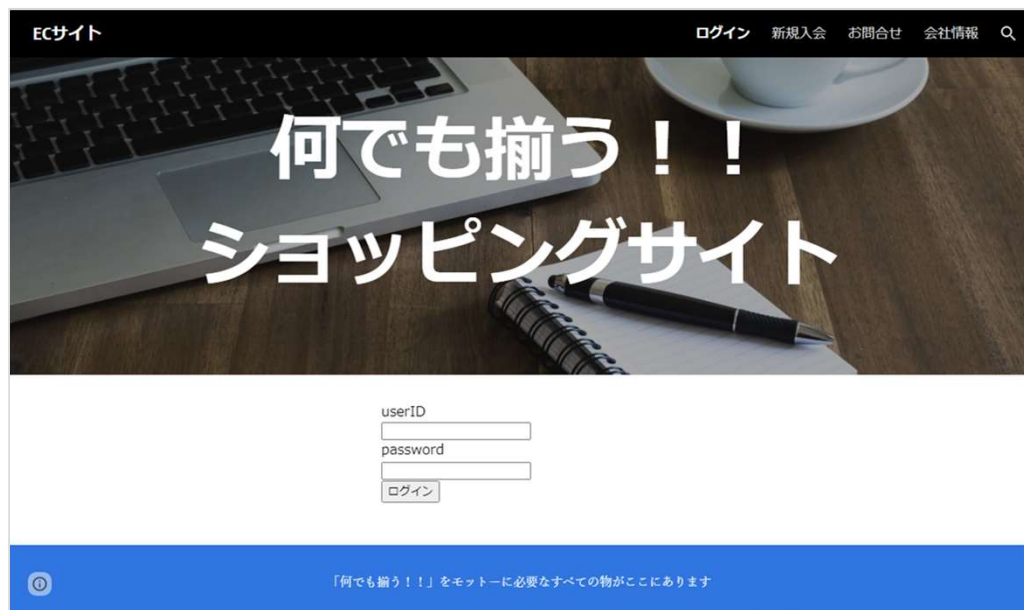 ECサイト
ログイン 新規入会 お問合せ 会社情報
何でも揃う！！
ショッピングサイト
userID
password
ログイン
「何でも揃う！！」をモットーに必要なすべての物がここにあります